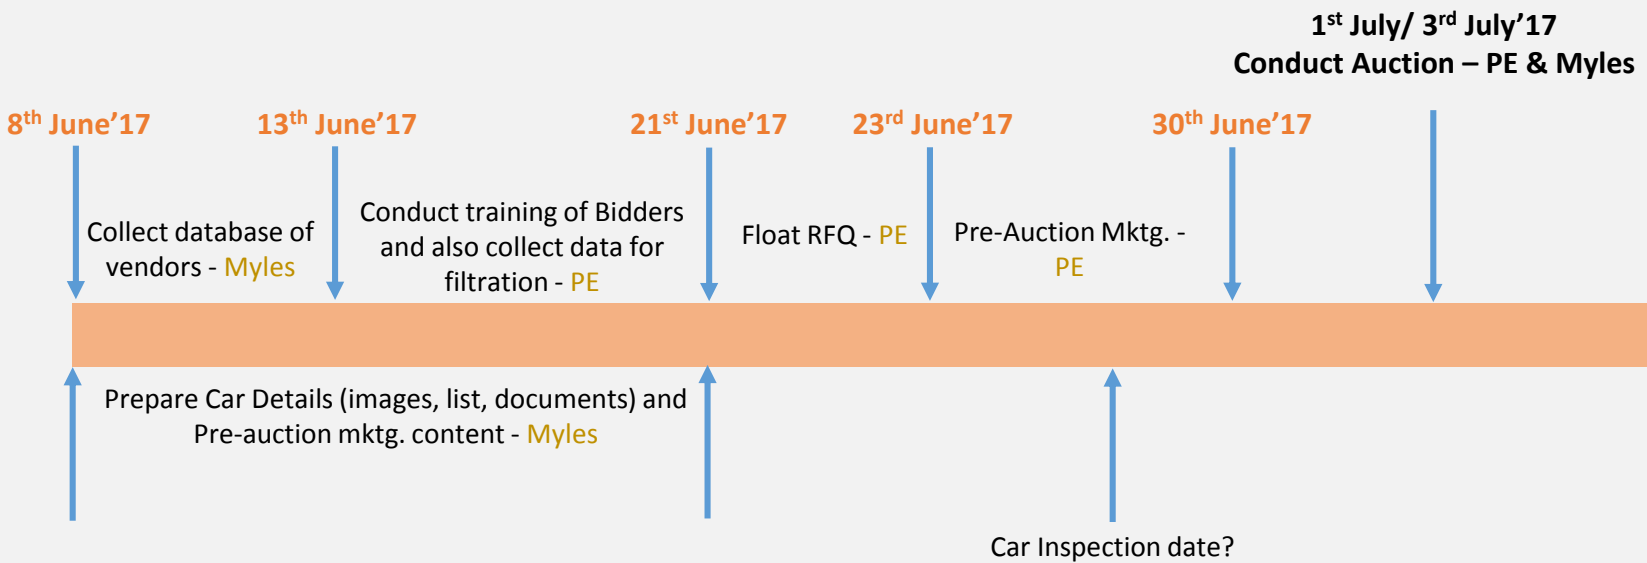 1st July/ 3rd July’17
Conduct Auction – PE & Myles
8th June’17
13th June’17
21st June’17
23rd June’17
30th June’17
Collect database of
vendors - Myles
Conduct training of Bidders
and also collect data for
filtration - PE
Float RFQ - PE
Pre-Auction Mktg. -
PE
Prepare Car Details (images, list, documents) and
Pre-auction mktg. content - Myles
Car Inspection date?